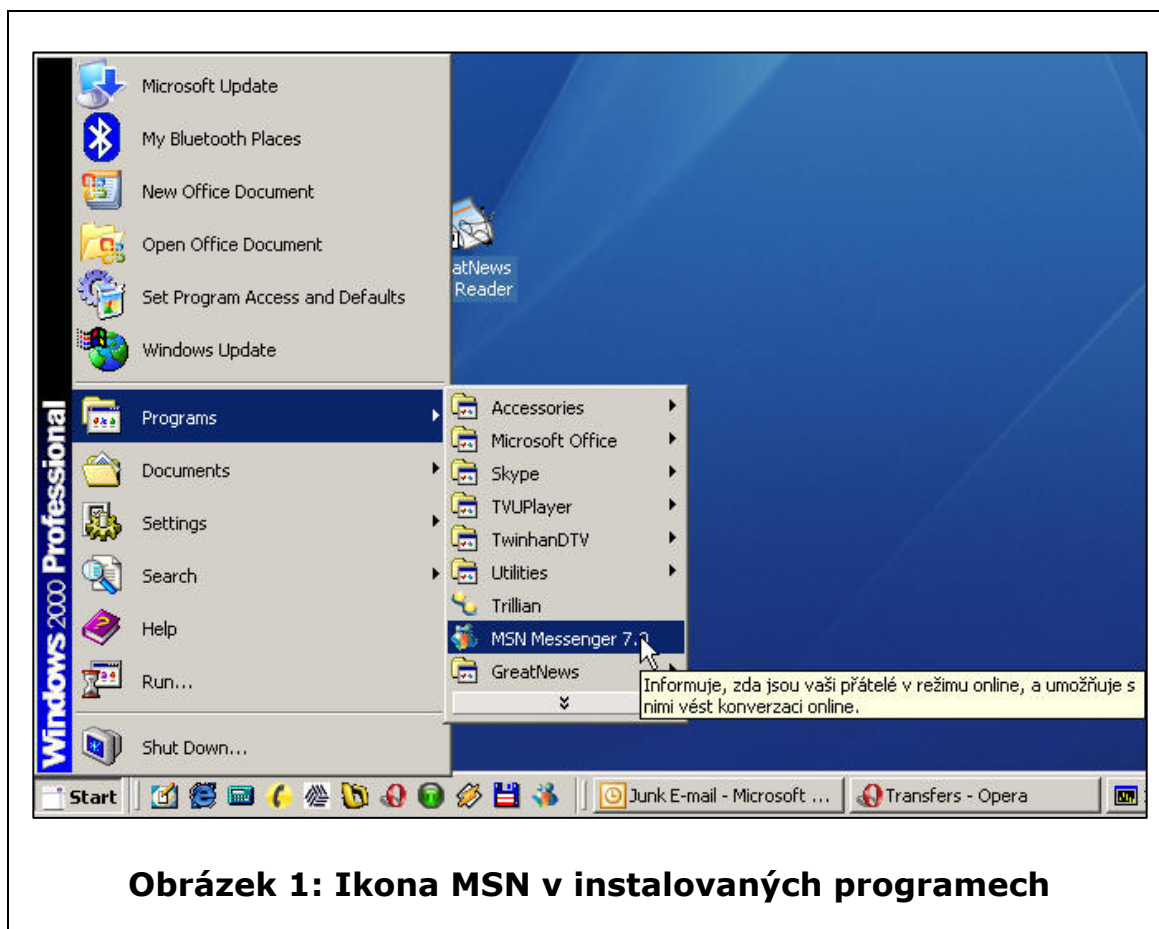 Microsoft Update
My Bluetooth Places
New Office Document
Open Office Document
Set Program Access and Defaults
Windows Update
Programs
Documents
Settings
Search
Help
Run...
Shut Down...
Windows 2000 Professional
atNews
Reader
Accessories
Microsoft Office
Skype
TVUPlayer
TwinhanDTV
Utilities
Trillian
MSN Messenger 7.
GreatNews
Informuje, zda jsou vaši přátelé v režimu online, a umožňuje s
nimi vést konverzaci online.
Start
Junk E-mail - Microsoft ...
Transfers - Opera
Obrázek 1: Ikona MSN v instalovaných programech